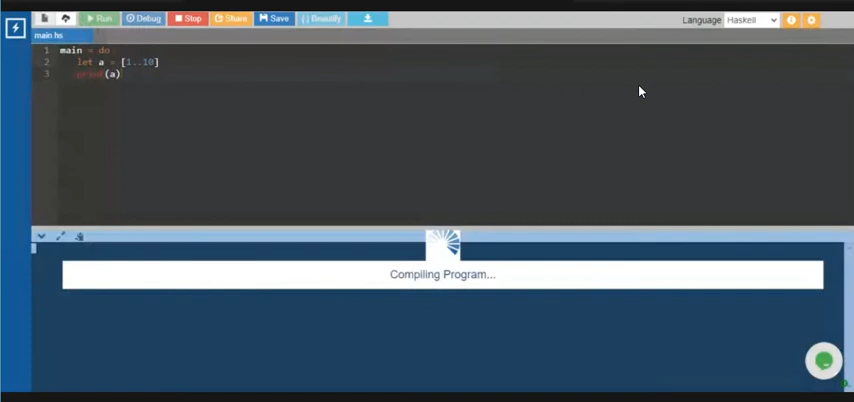 Run Debug Stop Share Save { } Beautify Language Haskell
main.hs
1 main = do
2 let a = [1..10]
3 print(a)
Compiling Program...